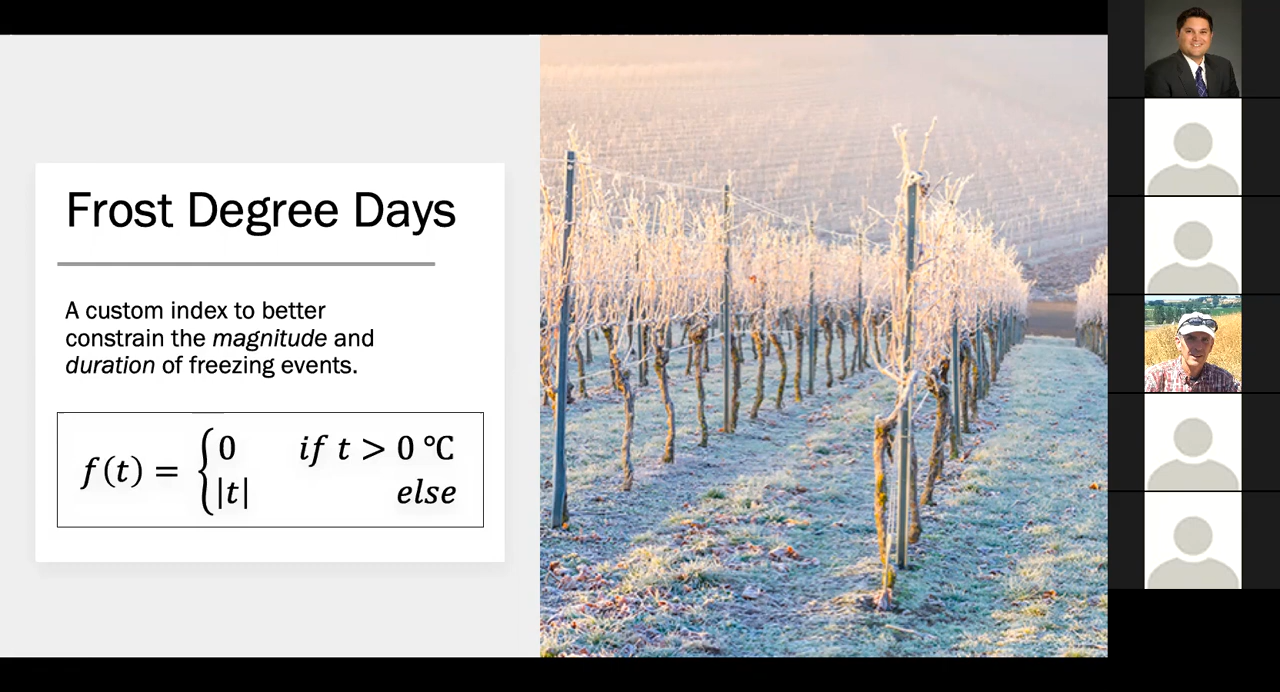 Frost Degree Days
A custom index to better
constrain the magnitude and
duration of freezing events.
f(t) = {0 if t > 0 °C
|t| else